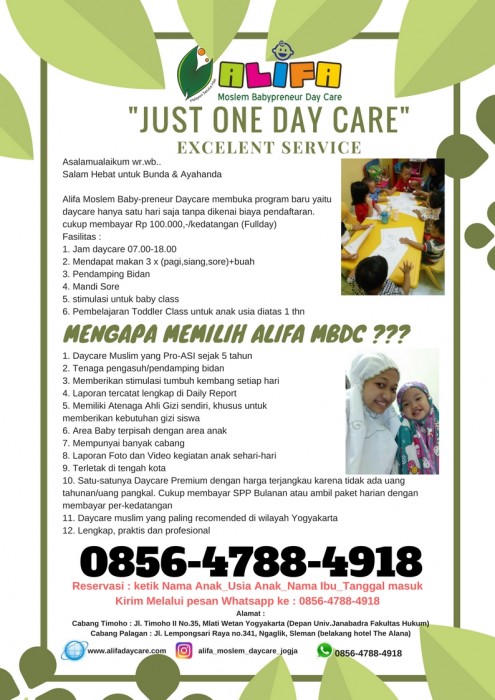 ALIFA
Moslem Babypreneur Day Care
"JUST ONE DAY CARE"
EXCELENT SERVICE
Asalamualaikum wr.wb..
Salam Hebat untuk Bunda & Ayahanda
Alifa Moslem Baby-preneur Daycare membuka program baru yaitu
daycare hanya satu hari saja tanpa dikenai biaya pendaftaran.
cukup membayar Rp 100.000,-/kedatangan (Fullday)
Fasilitas :
1. Jam daycare 07.00-18.00
2. Mendapat makan 3 x (pagi,siang,sore)+buah
3. Pendamping Bidan
4. Mandi Sore
5. stimulasi untuk baby class
6. Pembelajaran Toddler Class untuk anak usia diatas 1 thn
MENGAPA MEMILIH ALIFA MBDC ???
1. Daycare Muslim yang Pro-ASI sejak 5 tahun
2. Tenaga pengasuh/pendamping bidan
3. Memberikan stimulasi tumbuh kembang setiap hari
4. Laporan tercatat lengkap di Daily Report
5. Memiliki Atenaga Ahli Gizi sendiri, khusus untuk
memberikan kebutuhan gizi siswa
6. Area Baby terpisah dengan area anak
7. Mempunyai banyak cabang
8. Laporan Foto dan Video kegiatan anak sehari-hari
9. Terletak di tengah kota
10. Satu-satunya Daycare Premium dengan harga terjangkau karena tidak ada uang
tahunan/uang pangkal. Cukup membayar SPP Bulanan atau ambil paket harian dengan
membayar per-kedatangan
11. Daycare muslim yang paling recomended di wilayah Yogyakarta
12. Lengkap, praktis dan profesional
0856-4788-4918
Reservasi : ketik Nama Anak_Usia Anak_Nama Ibu_Tanggal masuk
Kirim Melalui pesan Whatsapp ke : 0856-4788-4918
Alamat :
Cabang Timoho : Jl. Timoho II No.35, Mlati Wetan Yogyakarta (Depan Univ.Janabadra Fakultas Hukum)
Cabang Palagan : Jl. Lempongsari Raya no.341, Ngaglik, Sleman (belakang hotel The Alana)
www.alifadaycare.com
alifa_moslem_daycare_jogja
0856-4788-4918